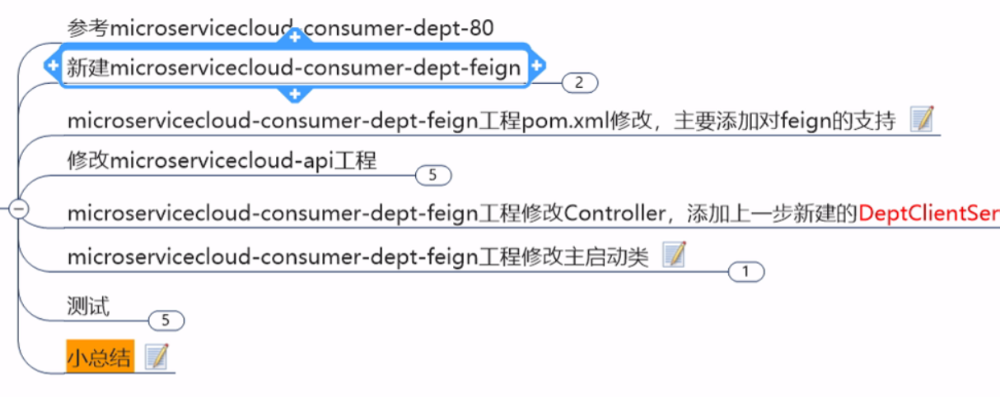 参考microservicecloud-consumer-dept-80
新建microservicecloud-consumer-dept-feign
2
microservicecloud-consumer-dept-feign工程pom.xml修改，主要添加对feign的支持
修改microservicecloud-api工程
5
microservicecloud-consumer-dept-feign工程修改Controller，添加上一步新建的DeptClientSer
microservicecloud-consumer-dept-feign工程修改主启动类
1
测试
5
小总结